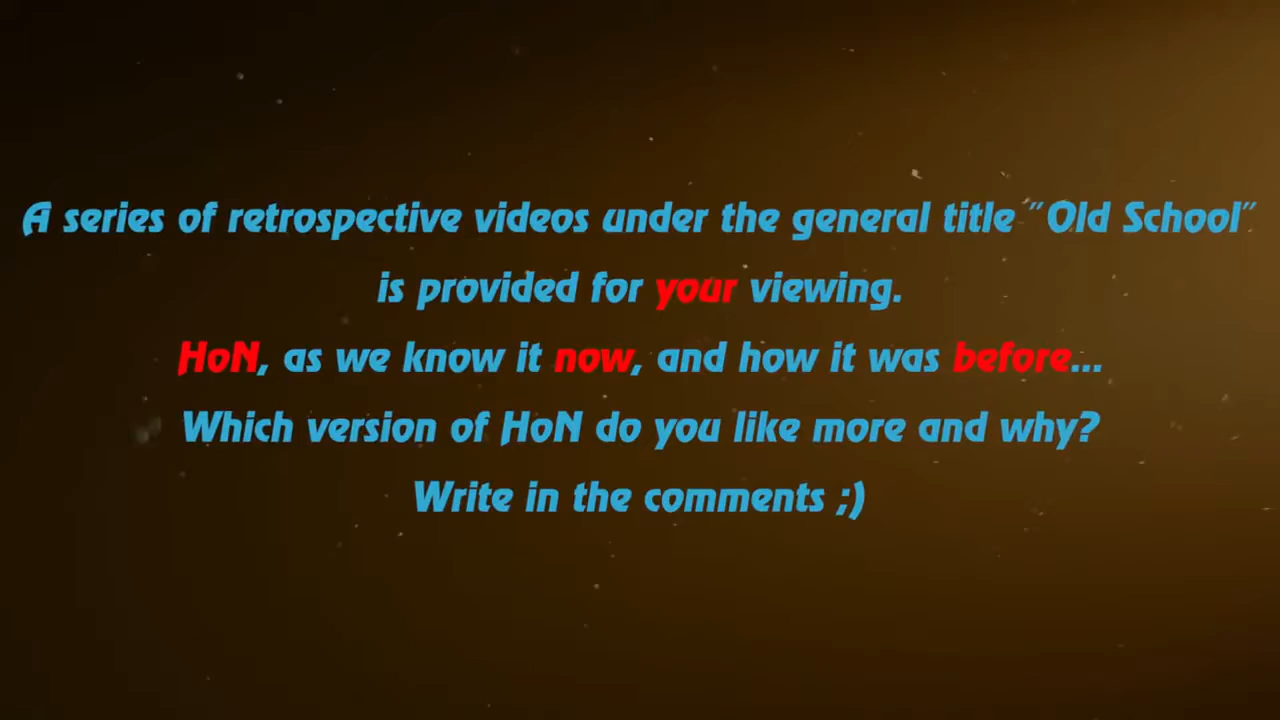 A series of retrospective videos under the general title "Old School"
is provided for your viewing.
HoN, as we know it now, and how it was before...
Which version of HoN do you like more and why?
Write in the comments ;)